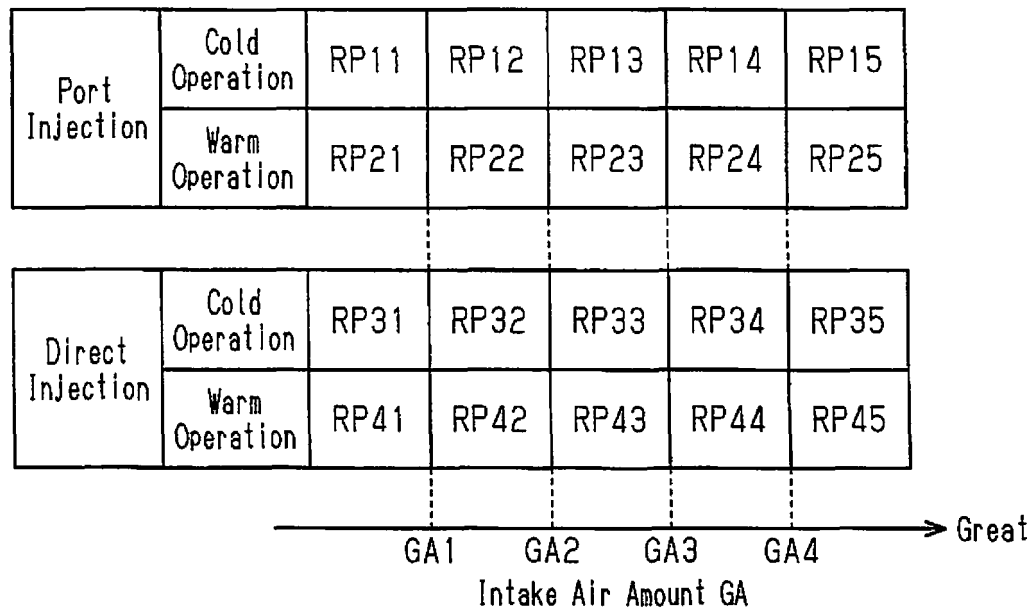 Port
Injection
Cold
Operation
RP11 RP12 RP13 RP14 RP15
Warm
Operation
RP21 RP22 RP23 RP24 RP25
Direct
Injection
Cold
Operation
RP31 RP32 RP33 RP34 RP35
Warm
Operation
RP41 RP42 RP43 RP44 RP45
Great
GA1 GA2 GA3 GA4
Intake Air Amount GA